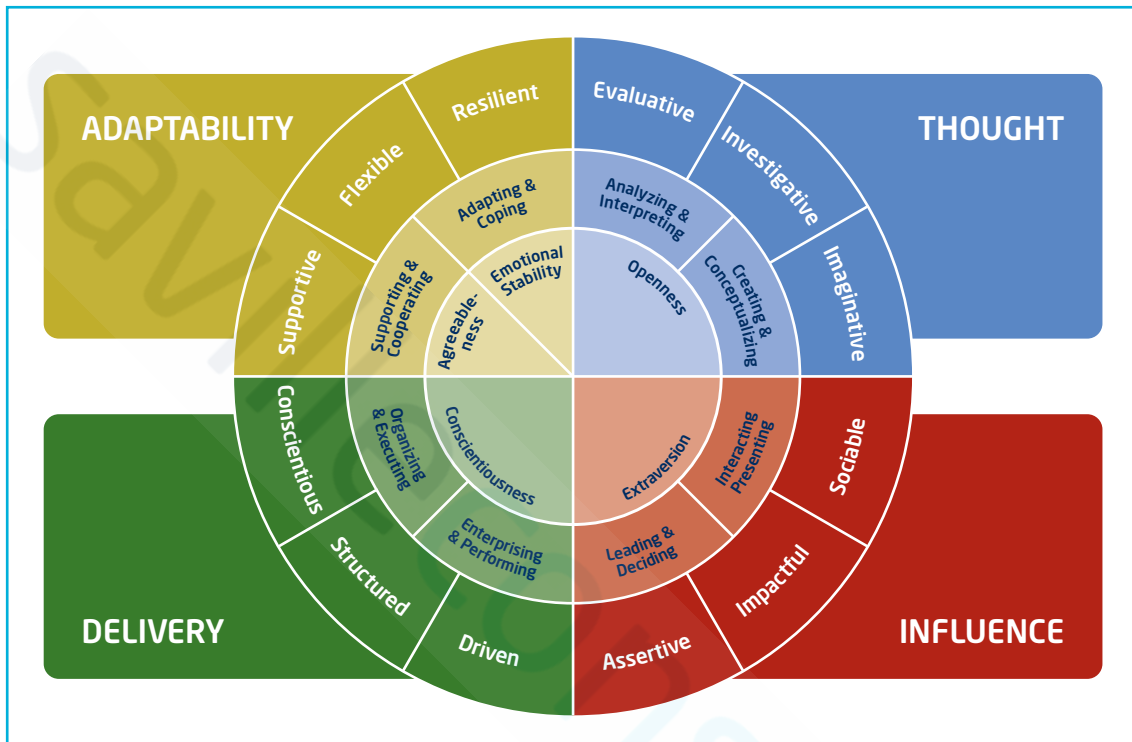 ADAPTABILITY
THOUGHT
Resilient
Evaluative
Flexible
Investigative
Supportive
Imaginative
Adapting &
Coping
Analyzing &
Interpreting
Supporting &
Cooperating
Creating &
Conceptualizing
Emotional
Stability
Openness
Agreeable-
ness
Conscientiousness
Extraversion
Organizing
& Executing
Interacting
Presenting
Enterprising
& Performing
Leading &
Deciding
Conscientious
Sociable
Structured
Impactful
Driven
Assertive
DELIVERY
INFLUENCE